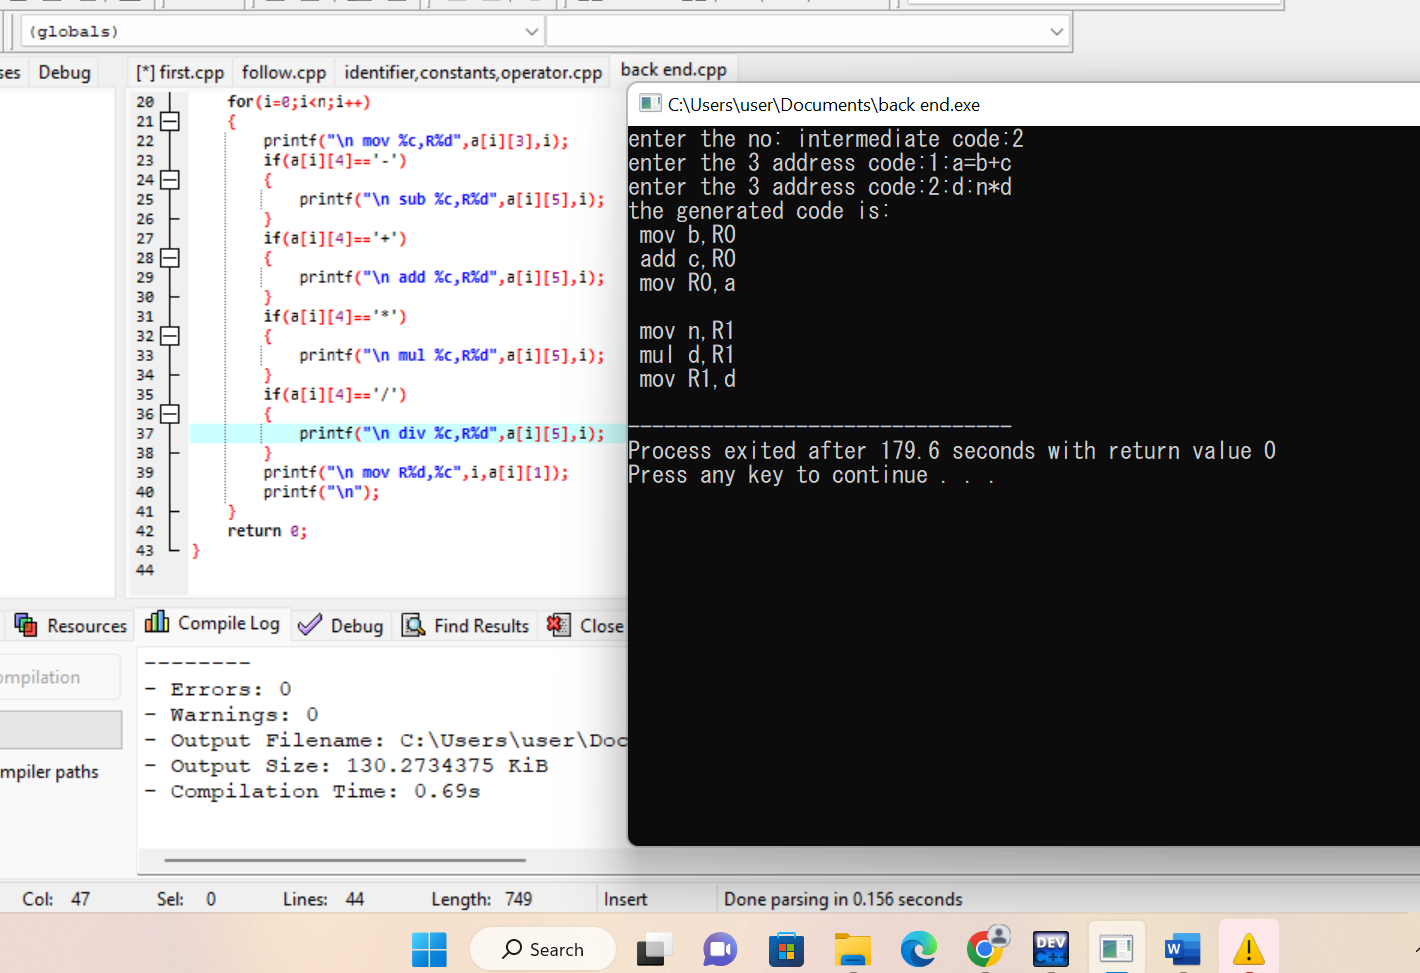 (globals)
ses Debug
[*] first.cpp follow.cpp identifier,constants,operator.cpp back end.cpp
20 for(i=0;i<n;i++)
21 {
22 printf("\n mov %c,R%d",a[i][3],i);
23 if(a[i][4]=='-')
24 {
25 printf("\n sub %c,R%d",a[i][5],i);
26 }
27 if(a[i][4]=='+')
28 {
29 printf("\n add %c,R%d",a[i][5],i);
30 }
31 if(a[i][4]=='*')
32 {
33 printf("\n mul %c,R%d",a[i][5],i);
34 }
35 if(a[i][4]=='/')
36 {
37 printf("\n div %c,R%d",a[i][5],i);
38 }
39 printf("\n mov R%d,%c",i,a[i][1]);
40 printf("\n");
41 }
42 return 0;
43 }
44
C:\Users\user\Documents\back end.exe
enter the no: intermediate code:2
enter the 3 address code:1:a=b+c
enter the 3 address code:2:d:n*d
the generated code is:
mov b,R0
add c,R0
mov R0,a
mov n,R1
mul d,R1
mov R1,d
--------------------------------
Process exited after 179.6 seconds with return value 0
Press any key to continue . . .
Resources Compile Log Debug Find Results Close
ompilation
mpiler paths
--------
- Errors: 0
- Warnings: 0
- Output Filename: C:\Users\user\Doc
- Output Size: 130.2734375 KiB
- Compilation Time: 0.69s
Col: 47 Sel: 0 Lines: 44 Length: 749 Insert Done parsing in 0.156 seconds
Search
DEV C++
W